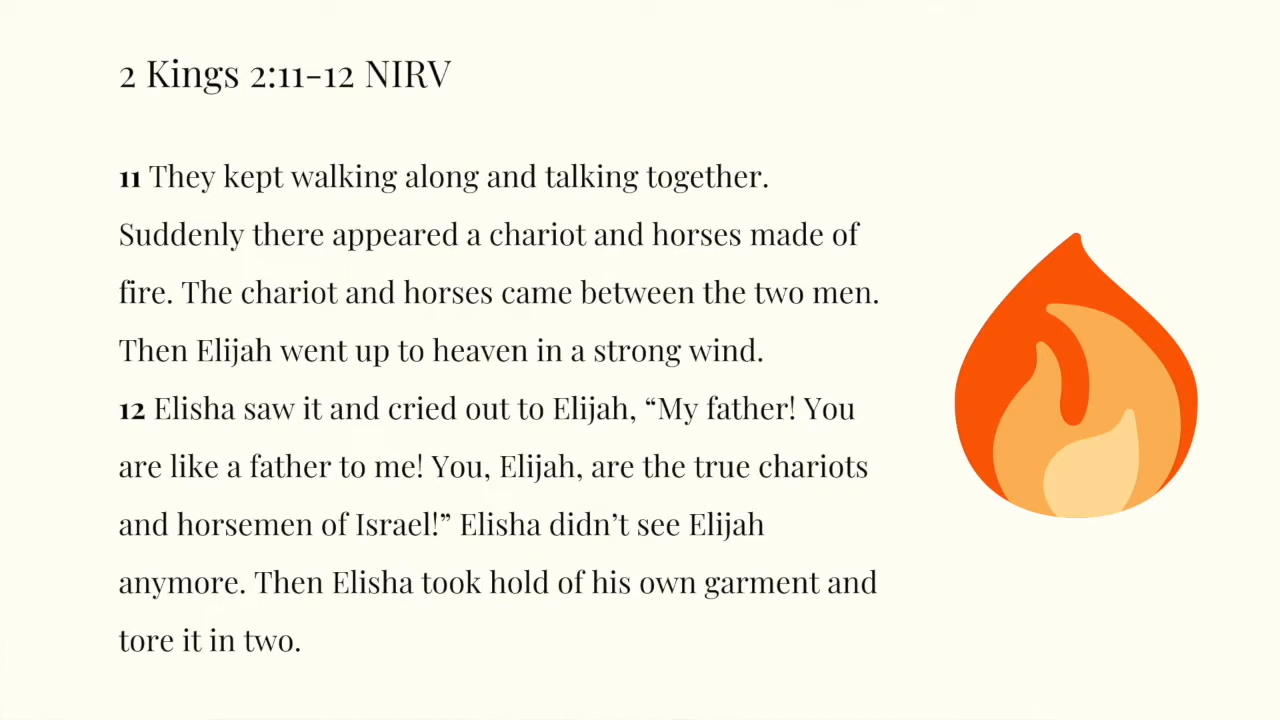 2 Kings 2:11-12 NIRV
11 They kept walking along and talking together.
Suddenly there appeared a chariot and horses made of
fire. The chariot and horses came between the two men.
Then Elijah went up to heaven in a strong wind.
12 Elisha saw it and cried out to Elijah, “My father! You
are like a father to me! You, Elijah, are the true chariots
and horsemen of Israel!” Elisha didn’t see Elijah
anymore. Then Elisha took hold of his own garment and
tore it in two.